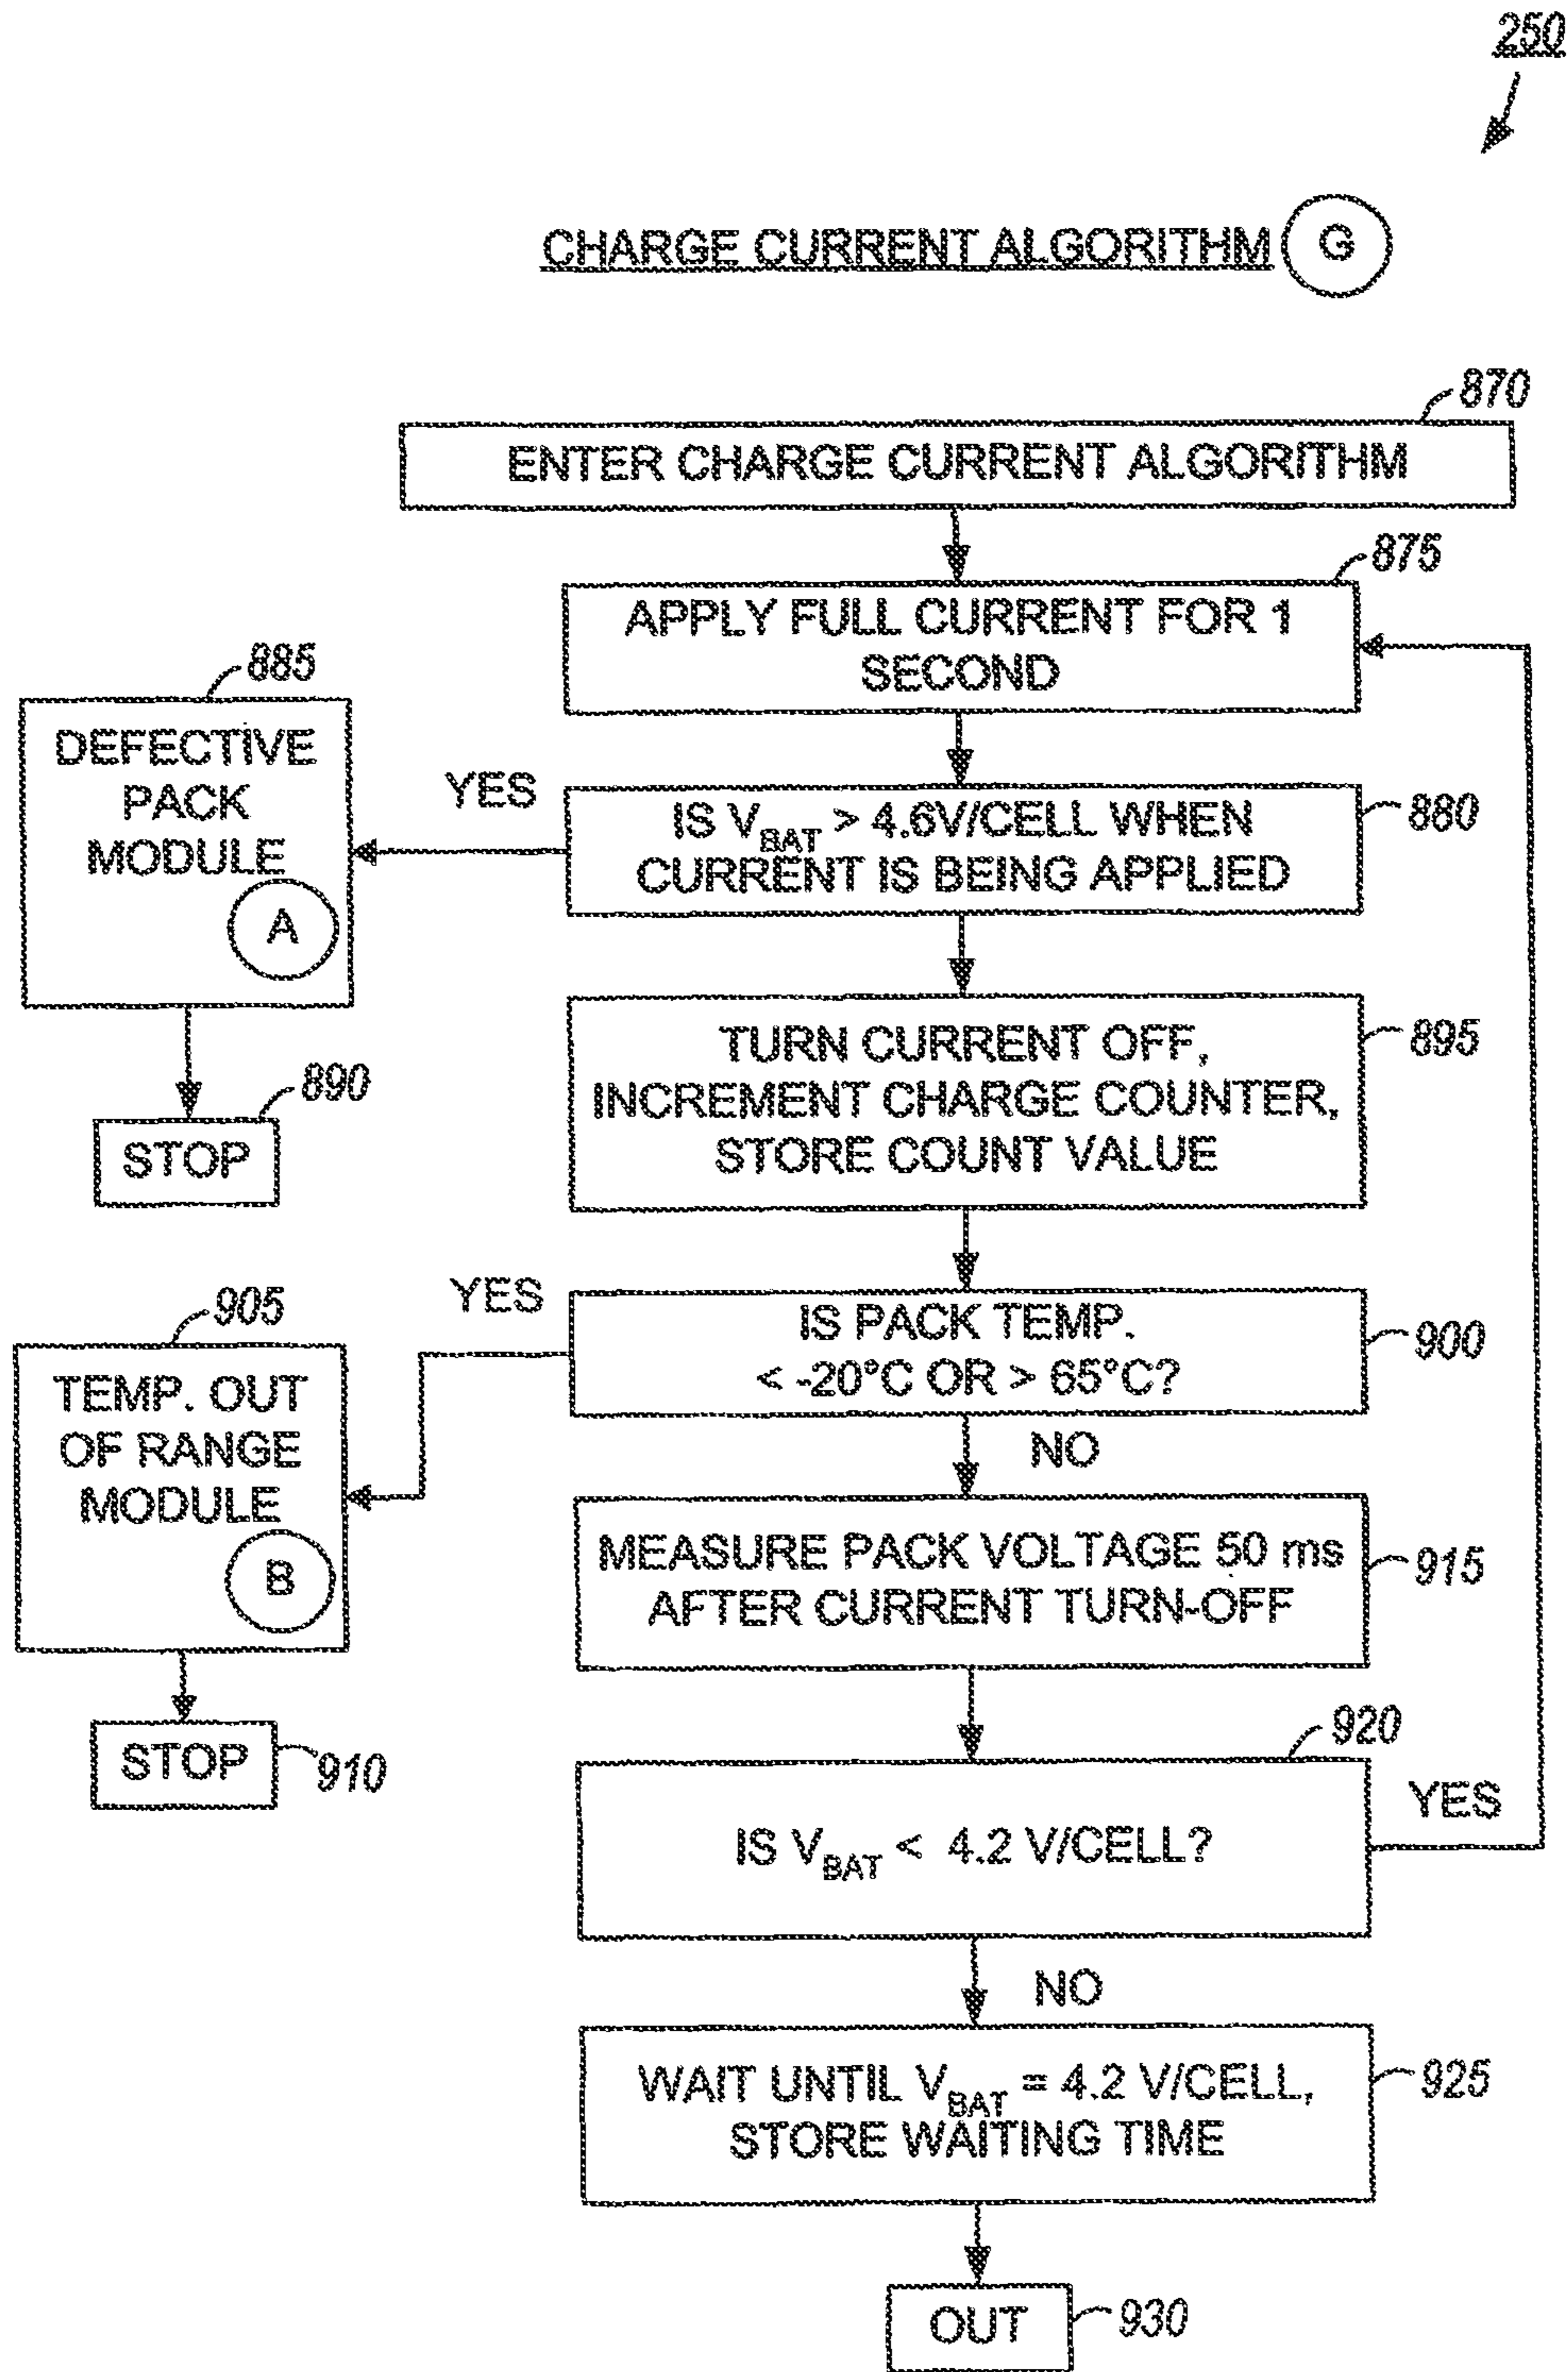 250
CHARGE CURRENT ALGORITHM G
870
ENTER CHARGE CURRENT ALGORITHM
875
APPLY FULL CURRENT FOR 1
SECOND
885
DEFECTIVE
PACK
MODULE
A
YES
880
IS VBAT > 4.6V/CELL WHEN
CURRENT IS BEING APPLIED
890
STOP
895
TURN CURRENT OFF,
INCREMENT CHARGE COUNTER,
STORE COUNT VALUE
905
TEMP. OUT
OF RANGE
MODULE
B
YES
900
IS PACK TEMP.
< -20°C OR > 65°C?
NO
915
MEASURE PACK VOLTAGE 50 ms
AFTER CURRENT TURN-OFF
STOP
910
920
IS VBAT < 4.2 V/CELL?
YES
NO
925
WAIT UNTIL VBAT = 4.2 V/CELL,
STORE WAITING TIME
OUT
930